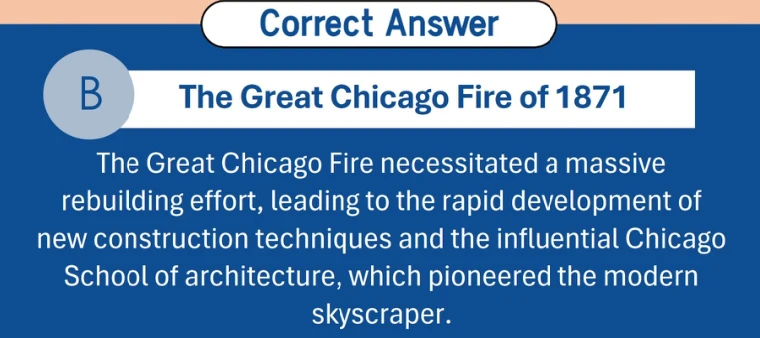 Correct Answer
B
The Great Chicago Fire of 1871
The Great Chicago Fire necessitated a massive
rebuilding effort, leading to the rapid development of
new construction techniques and the influential Chicago
School of architecture, which pioneered the modern
skyscraper.